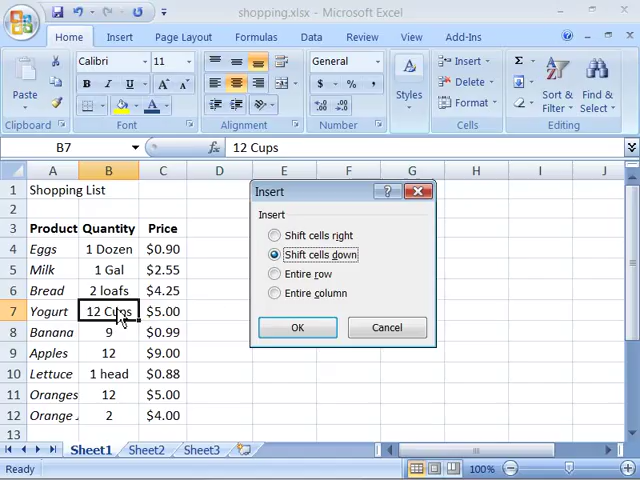 shopping.xlsx - Microsoft Excel
Home Insert Page Layout Formulas Data Review View Add-Ins
Calibri 11 General Insert
Paste B I U $ % , Styles Delete Sort & Filter Find & Select
Format
Clipboard Font Alignment Number Cells Editing
B7 fx 12 Cups
A B C D E F G H I J
1 Shopping List
2
3 Product Quantity Price
4 Eggs 1 Dozen $0.90
5 Milk 1 Gal $2.55
6 Bread 2 loafs $4.25
7 Yogurt 12 Cups $5.00
8 Banana 9 $0.99
9 Apples 12 $9.00
10 Lettuce 1 head $0.88
11 Oranges 12 $5.00
12 Orange 2 $4.00
13
Insert
Insert
Shift cells right
Shift cells down
Entire row
Entire column
OK Cancel
Sheet1 Sheet2 Sheet3
Ready 100%